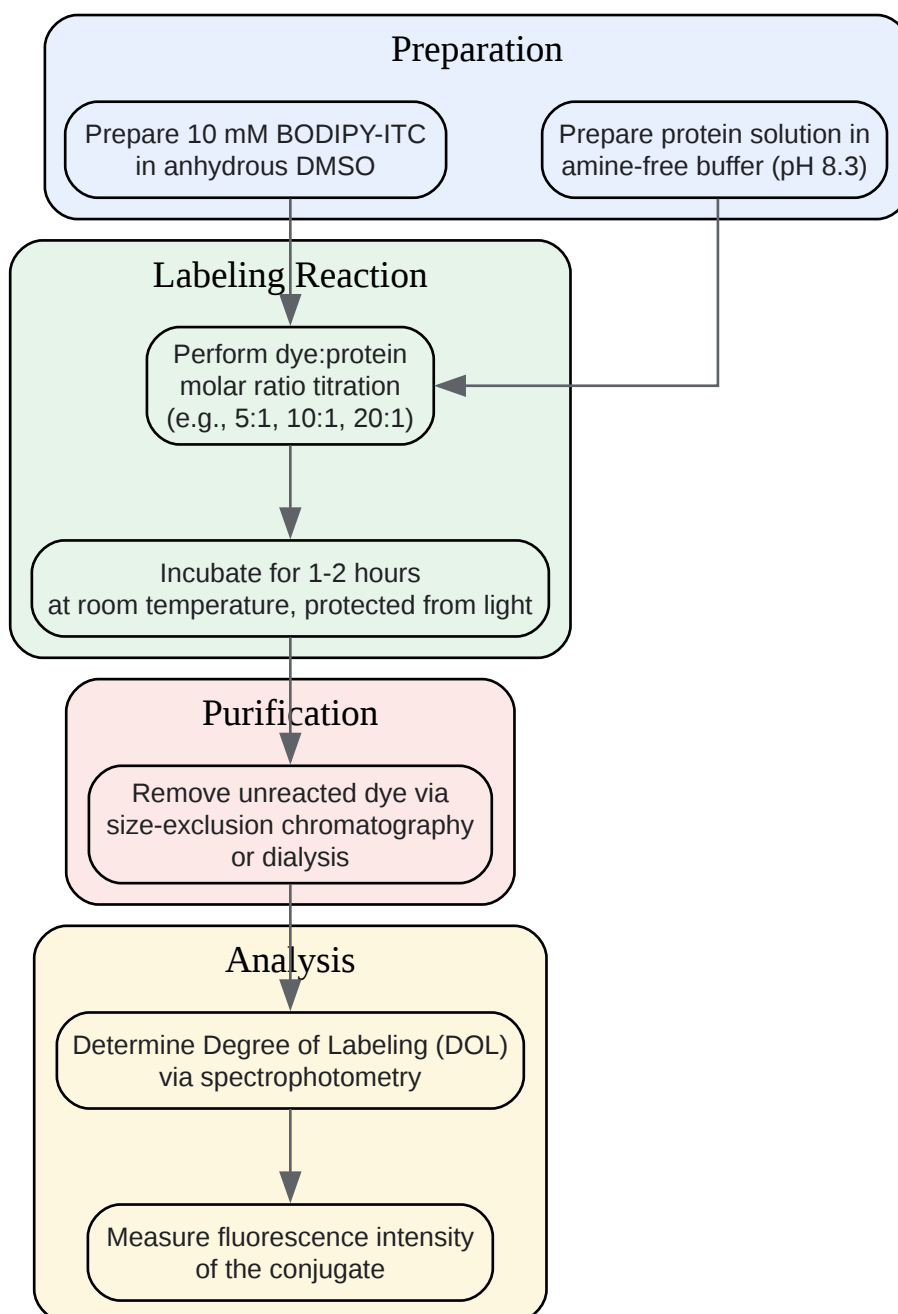 Preparation
Prepare 10 mM BODIPY-ITC
in anhydrous DMSO
Prepare protein solution in
amine-free buffer (pH 8.3)
Labeling Reaction
Perform dye:protein
molar ratio titration
(e.g., 5:1, 10:1, 20:1)
Incubate for 1-2 hours
at room temperature, protected from light
Purification
Remove unreacted dye via
size-exclusion chromatography
or dialysis
Analysis
Determine Degree of Labeling (DOL)
via spectrophotometry
Measure fluorescence intensity
of the conjugate